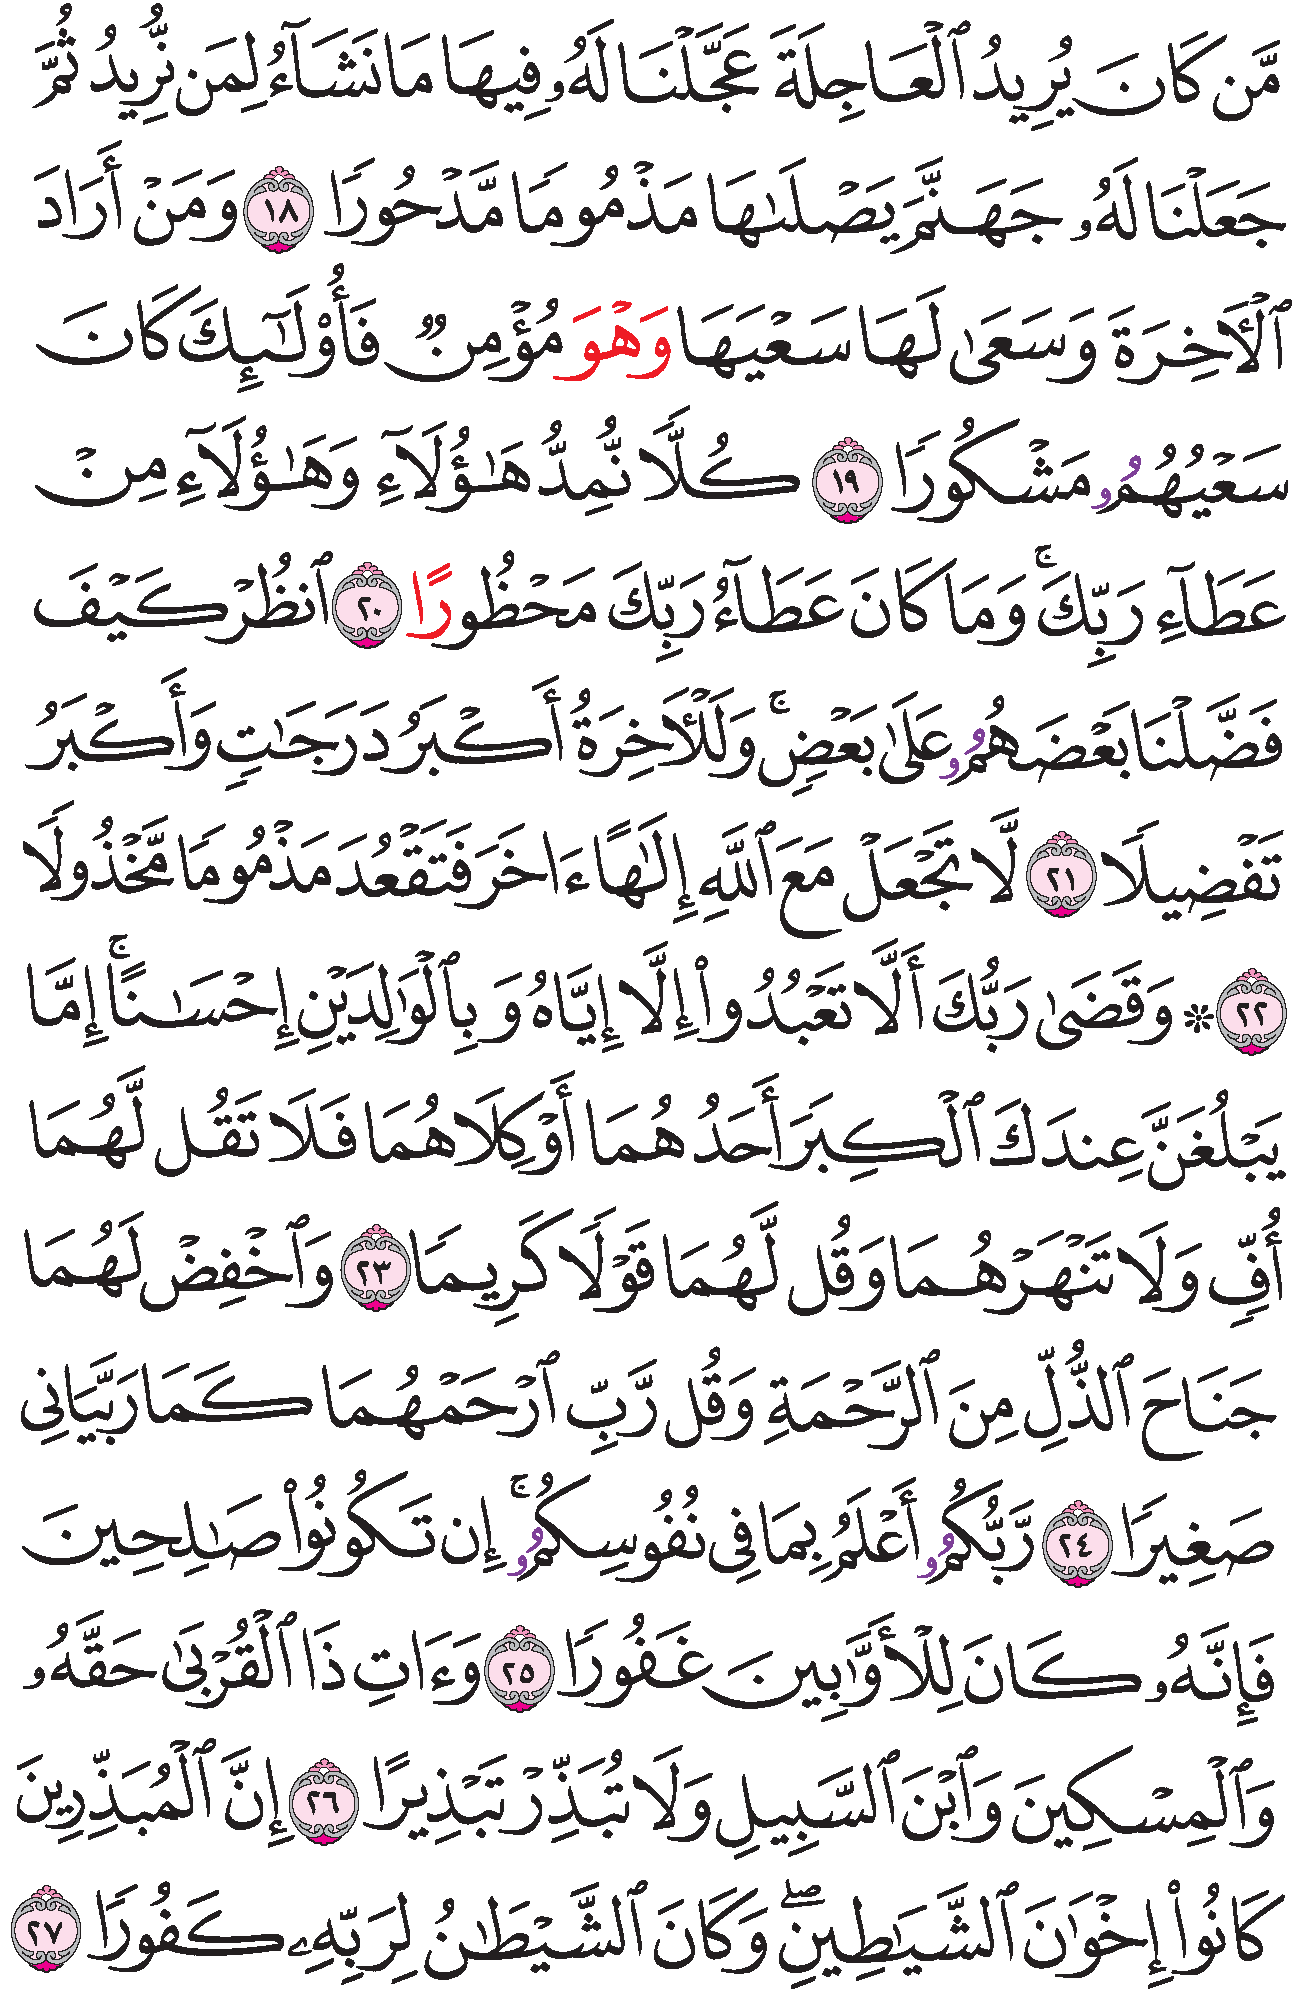 مَّن كَانَ يُرِيدُ ٱلْعَاجِلَةَ عَجَّلْنَا لَهُۥ فِيهَا مَا نَشَآءُ لِمَن نُّرِيدُ ثُمَّ
جَعَلْنَا لَهُۥ جَهَنَّمَ يَصْلَىٰهَا مَذْمُومًا مَّدْحُورًا ١٨ وَمَنْ أَرَادَ
ٱلْأَخِرَةَ وَسَعَىٰ لَهَا سَعْيَهَا وَهْوَ مُؤْمِنٌ فَأُوْلَٰٓئِكَ كَانَ
سَعْيُهُمُۥ مَشْكُورًا ١٩ كُلًّا نُّمِدُّ هَٰٓؤُلَآءِ وَهَٰٓؤُلَآءِ مِنْ
عَطَآءِ رَبِّكَۚ وَمَا كَانَ عَطَآءُ رَبِّكَ مَحْظُورًا ٢٠ ٱنظُرْ كَيْفَ
فَضَّلْنَا بَعْضَهُمُۥ عَلَىٰ بَعْضٍۚ وَلَلْأَخِرَةُ أَكْبَرُ دَرَجَٰتٍ وَأَكْبَرُ
تَفْضِيلًا ٢١ لَّا تَجْعَلْ مَعَ ٱللَّهِ إِلَٰهًا ءَاخَرَ فَتَقْعُدَ مَذْمُومًا مَّخْذُولًا
٢٢ ۞ وَقَضَىٰ رَبُّكَ أَلَّا تَعْبُدُوٓاْ إِلَّآ إِيَّاهُ وَبِٱلْوَٰلِدَيْنِ إِحْسَٰنًاۚ إِمَّا
يَبْلُغَنَّ عِندَكَ ٱلْكِبَرَ أَحَدُهُمَا أَوْ كِلَاهُمَا فَلَا تَقُل لَّهُمَا
أُفٍّ وَلَا تَنْهَرْهُمَا وَقُل لَّهُمَا قَوْلًا كَرِيمًا ٢٣ وَٱخْفِضْ لَهُمَا
جَنَاحَ ٱلذُّلِّ مِنَ ٱلرَّحْمَةِ وَقُل رَّبِّ ٱرْحَمْهُمَا كَمَا رَبَّيَانِى
صَغِيرًا ٢٤ رَّبُّكُمُۥ أَعْلَمُ بِمَا فِى نُفُوسِكُمُۥۚ إِن تَكُونُواْ صَٰلِحِينَ
فَإِنَّهُۥ كَانَ لِلْأَوَّٰبِينَ غَفُورًا ٢٥ وَءَاتِ ذَا ٱلْقُرْبَىٰ حَقَّهُۥ
وَٱلْمِسْكِينَ وَٱبْنَ ٱلسَّبِيلِ وَلَا تُبَذِّرْ تَبْذِيرًا ٢٦ إِنَّ ٱلْمُبَذِّرِينَ
كَانُوٓاْ إِخْوَٰنَ ٱلشَّيَٰطِينِۖ وَكَانَ ٱلشَّيْطَٰنُ لِرَبِّهِۦ كَفُورًا ٢٧